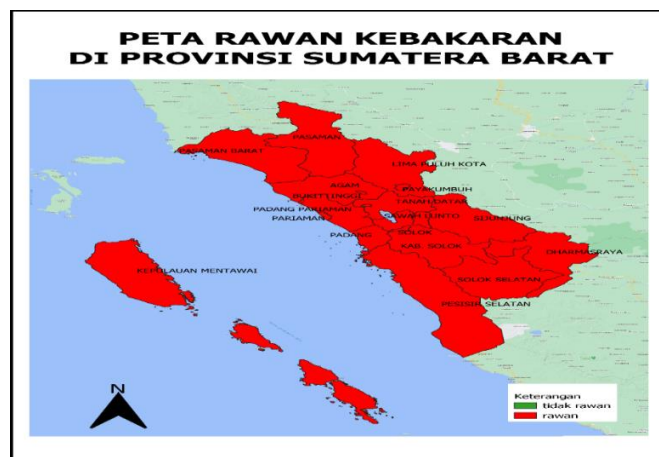 PETA RAWAN KEBAKARAN
DI PROVINSI SUMATERA BARAT
PASAMAN
PASAMAN BARAT
LIMA PULUH KOTA
AGAM
PAYAKUMBUH
BUKITTINGGI
TANAH DATAR
PADANG PARIAMAN
PARIAMAN
SAWAH LUNTO
SIJUNJUNG
SOLOK
PADANG
KAB. SOLOK
DHARMASRAYA
KEPULAUAN MENTAWAI
SOLOK SELATAN
PESISIR SELATAN
N
Keterangan
tidak rawan
rawan